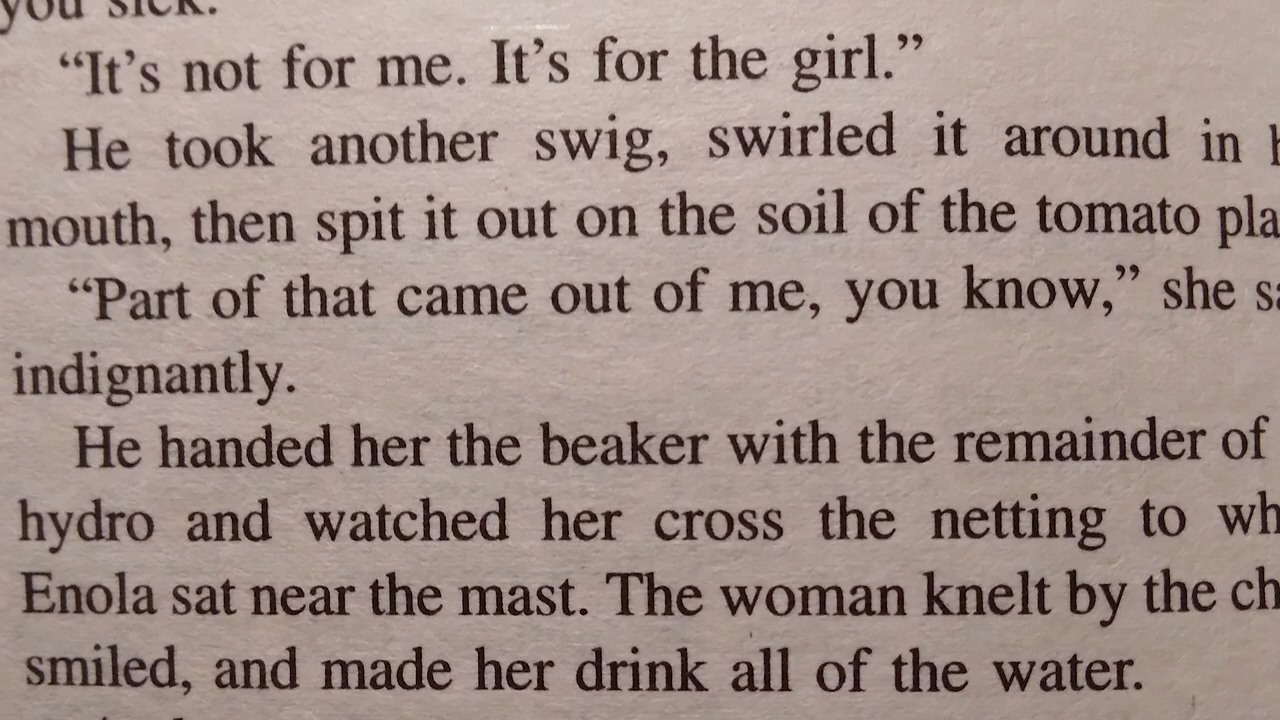 you sick.
“It’s not for me. It’s for the girl.”
He took another swig, swirled it around in
mouth, then spit it out on the soil of the tomato
“Part of that came out of me, you know,” she
indignantly.
He handed her the beaker with the remainder of
hydro and watched her cross the netting to
Enola sat near the mast. The woman knelt by the
smiled, and made her drink all of the water.